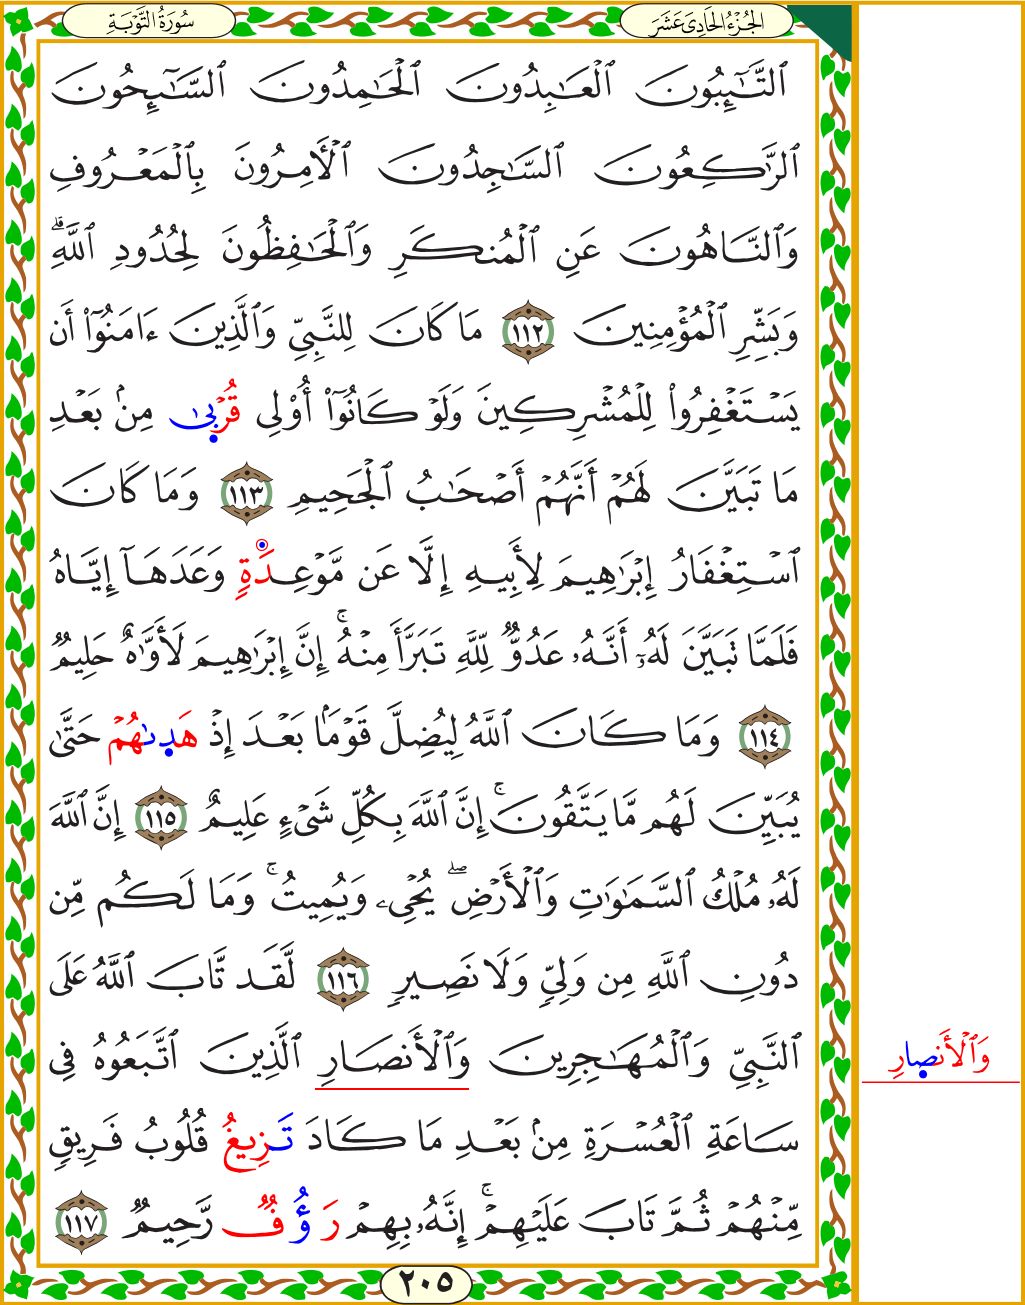 سُورَةُ التَّوْبَةِ
الجُزْءُ الحَادِيَ عَشَرَ
ٱلتَّٰٓئِبُونَ ٱلْعَٰبِدُونَ ٱلْحَٰمِدُونَ ٱلسَّٰٓئِحُونَ
ٱلرَّٰكِعُونَ ٱلسَّٰجِدُونَ ٱلْأَمِرُونَ بِٱلْمَعْرُوفِ
وَٱلنَّاهُونَ عَنِ ٱلْمُنكَرِ وَٱلْحَٰفِظُونَ لِحُدُودِ ٱللَّهِۗ
وَبَشِّرِ ٱلْمُؤْمِنِينَ ١١٢ مَا كَانَ لِلنَّبِيِّ وَٱلَّذِينَ ءَامَنُوٓا۟ أَن
يَسْتَغْفِرُوا۟ لِلْمُشْرِكِينَ وَلَوْ كَانُوٓا۟ أُو۟لِى قُرْبٜىٰ مِنۢ بَعْدِ
مَا تَبَيَّنَ لَهُمْ أَنَّهُمْ أَصْحَٰبُ ٱلْجَحِيمِ ١١٣ وَمَا كَانَ
ٱسْتِغْفَارُ إِبْرَٰهِيمَ لِأَبِيهِ إِلَّا عَن مَّوْعِدَةٍ وَعَدَهَآ إِيَّاهُ
فَلَمَّا تَبَيَّنَ لَهُۥٓ أَنَّهُۥ عَدُوٌّ لِّلَّهِ تَبَرَّأَ مِنْهُۚ إِنَّ إِبْرَٰهِيمَ لَأَوَّٰهٌ حَلِيمٌ
١١٤ وَمَا كَانَ ٱللَّهُ لِيُضِلَّ قَوْمًۢا بَعْدَ إِذْ هَدٜىٰهُمْ حَتَّىٰ
يُبَيِّنَ لَهُم مَّا يَتَّقُونَۚ إِنَّ ٱللَّهَ بِكُلِّ شَىْءٍ عَلِيمٌ ١١٥ إِنَّ ٱللَّهَ
لَهُۥ مُلْكُ ٱلسَّمَٰوَٰتِ وَٱلْأَرْضِۖ يُحْىِۦ وَيُمِيتُۚ وَمَا لَكُم مِّن
دُونِ ٱللَّهِ مِن وَلِىٍّ وَلَا نَصِيرٍ ١١٦ لَّقَد تَّابَ ٱللَّهُ عَلَى
ٱلنَّبِىِّ وَٱلْمُهَٰجِرِينَ وَٱلْأَنصَارِ ٱلَّذِينَ ٱتَّبَعُوهُ فِى
وَٱلْأَنصٜارِ
سَاعَةِ ٱلْعُسْرَةِ مِنۢ بَعْدِ مَا كَادَ تَزِيغُ قُلُوبُ فَرِيقٍ
مِّنْهُمْ ثُمَّ تَابَ عَلَيْهِمْۚ إِنَّهُۥ بِهِمْ رَؤُفٌ رَّحِيمٌ ١١٧
٢٠٥